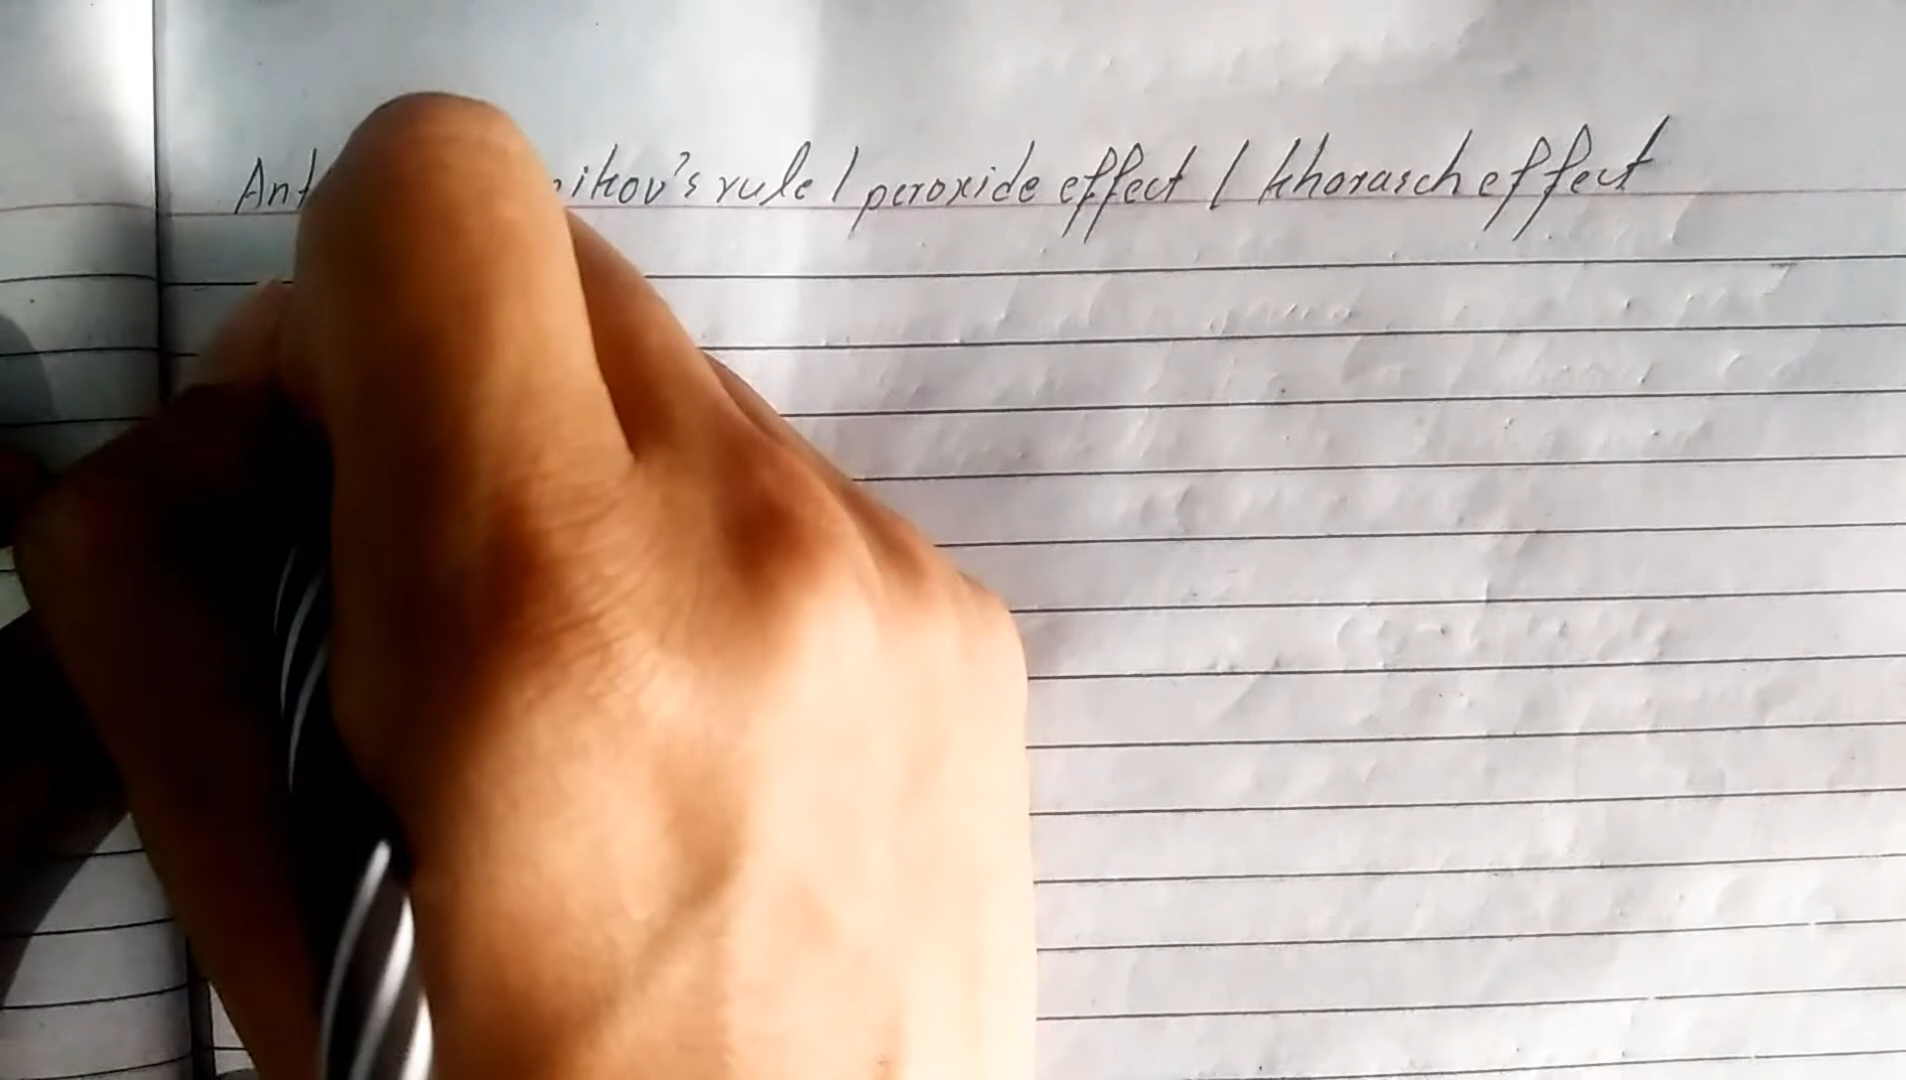 Ant ikov's rule / peroxide effect / kharasch effect